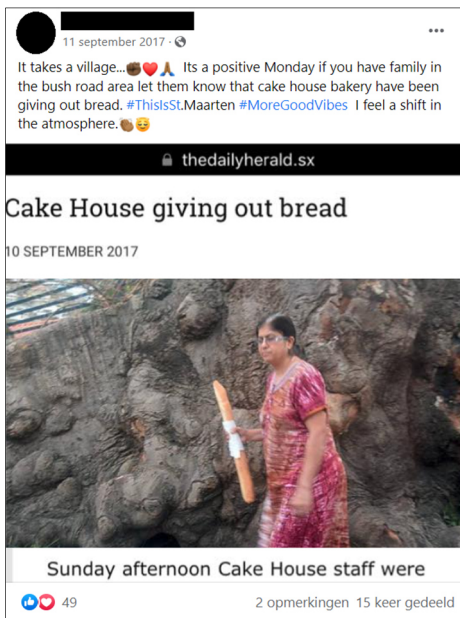 11 september 2017 ·
It takes a village...✊🏿❤️🙏🏾 Its a positive Monday if you have family in
the bush road area let them know that cake house bakery have been
giving out bread. #ThisIsSt.Maarten #MoreGoodVibes I feel a shift in
the atmosphere.👏🏾😌
thedailyherald.sx
Cake House giving out bread
10 SEPTEMBER 2017
Sunday afternoon Cake House staff were
49
2 opmerkingen 15 keer gedeeld